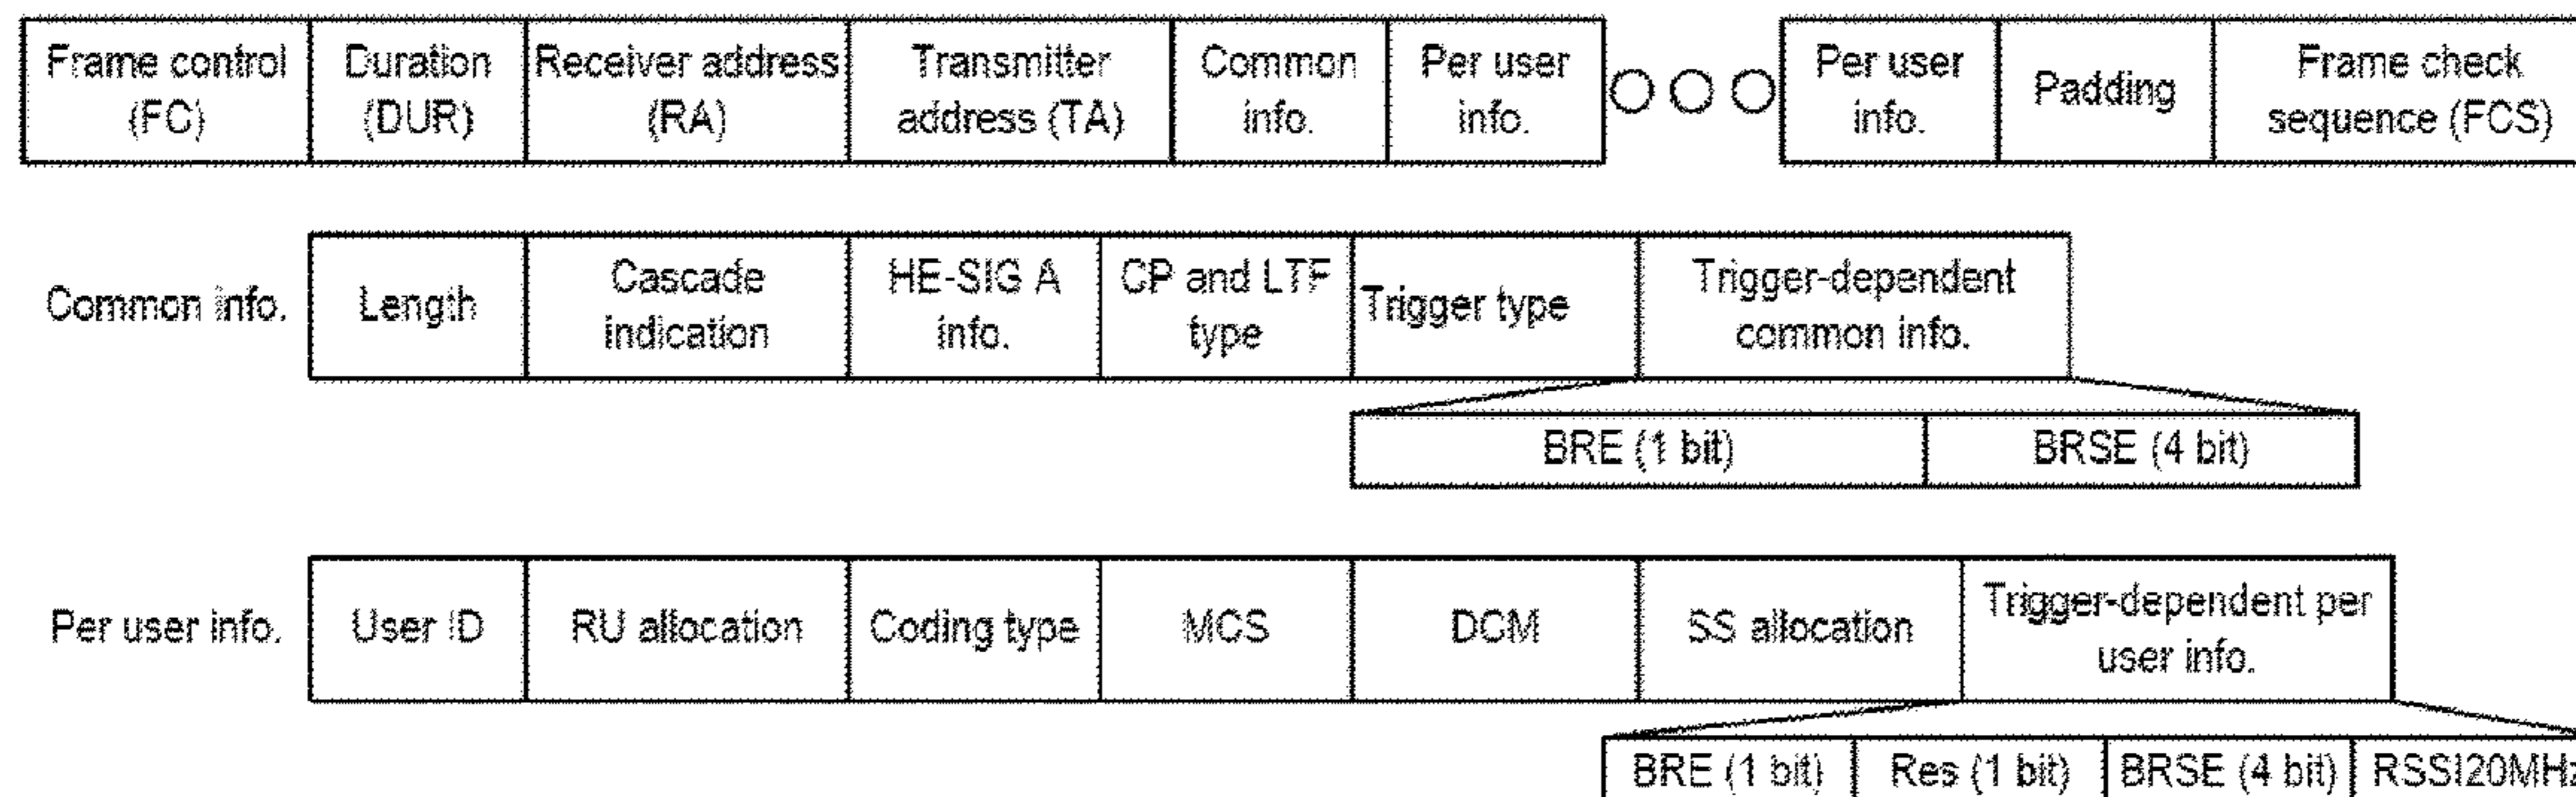 Frame control (FC)
Duration (DUR)
Receiver address (RA)
Transmitter address (TA)
Common info.
Per user info.
Per user info.
Padding
Frame check sequence (FCS)
Common info.
Length
Cascade indication
HE-SIG A info.
CP and LTF type
Trigger type
Trigger-dependent common info.
BRE (1 bit)
BRSE (4 bit)
Per user info.
User ID
RU allocation
Coding type
MCS
DCM
SS allocation
Trigger-dependent per user info.
BRE (1 bit)
Res (1 bit)
BRSE (4 bit)
RSSI20MHz